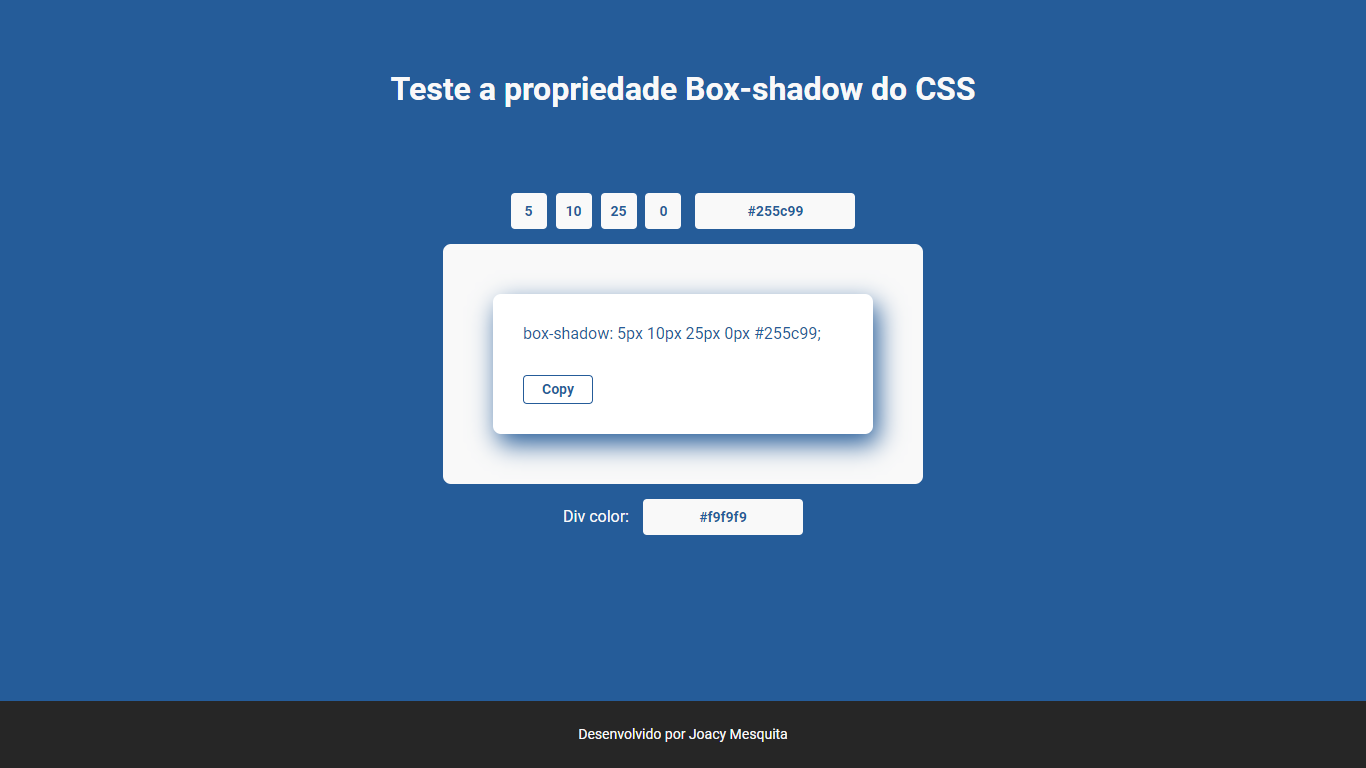 Teste a propriedade Box-shadow do CSS
5 10 25 0 #255c99
box-shadow: 5px 10px 25px 0px #255c99;
Copy
Div color: #f9f9f9
Desenvolvido por Joacy Mesquita